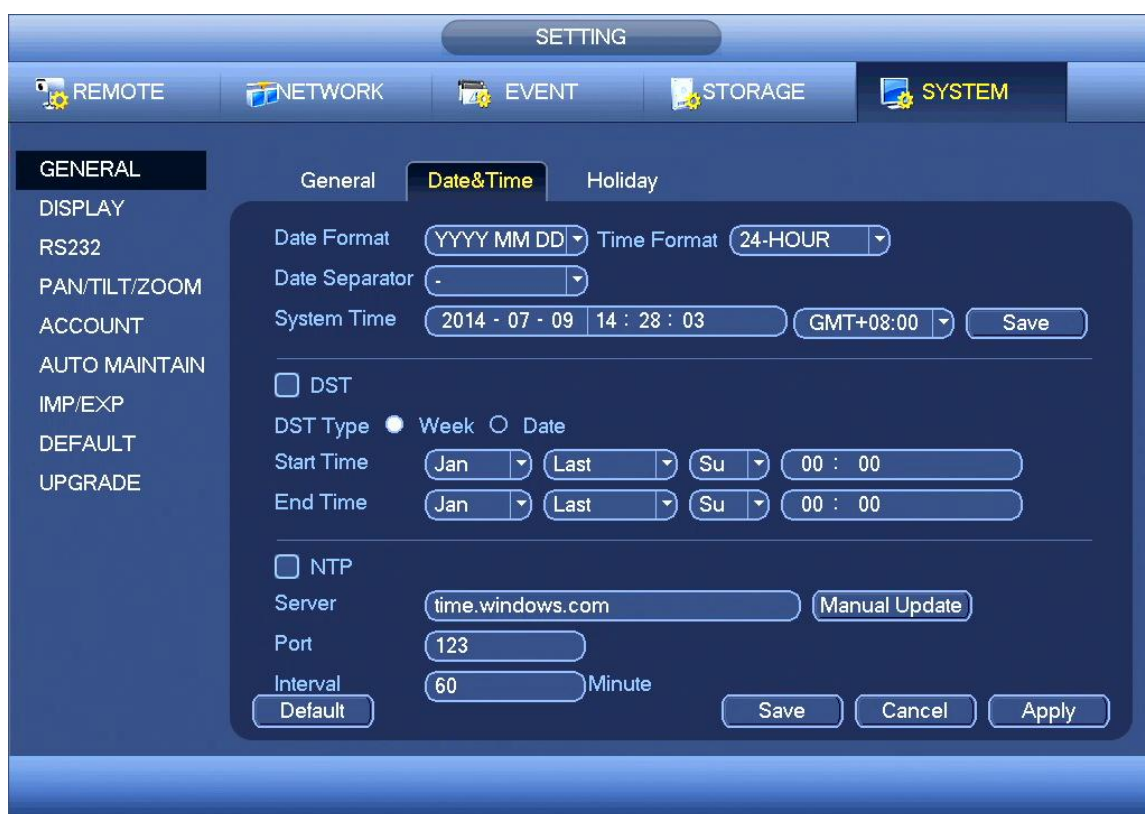 SETTING
REMOTE NETWORK EVENT STORAGE SYSTEM
GENERAL
DISPLAY
RS232
PAN/TILT/ZOOM
ACCOUNT
AUTO MAINTAIN
IMP/EXP
DEFAULT
UPGRADE
General Date&Time Holiday
Date Format YYYY MM DD Time Format 24-HOUR
Date Separator -
System Time 2014 - 07 - 09 14 : 28 : 03 GMT+08:00 Save
DST
DST Type Week Date
Start Time Jan Last Su 00 : 00
End Time Jan Last Su 00 : 00
NTP
Server time.windows.com Manual Update
Port 123
Interval 60 Minute
Default Save Cancel Apply